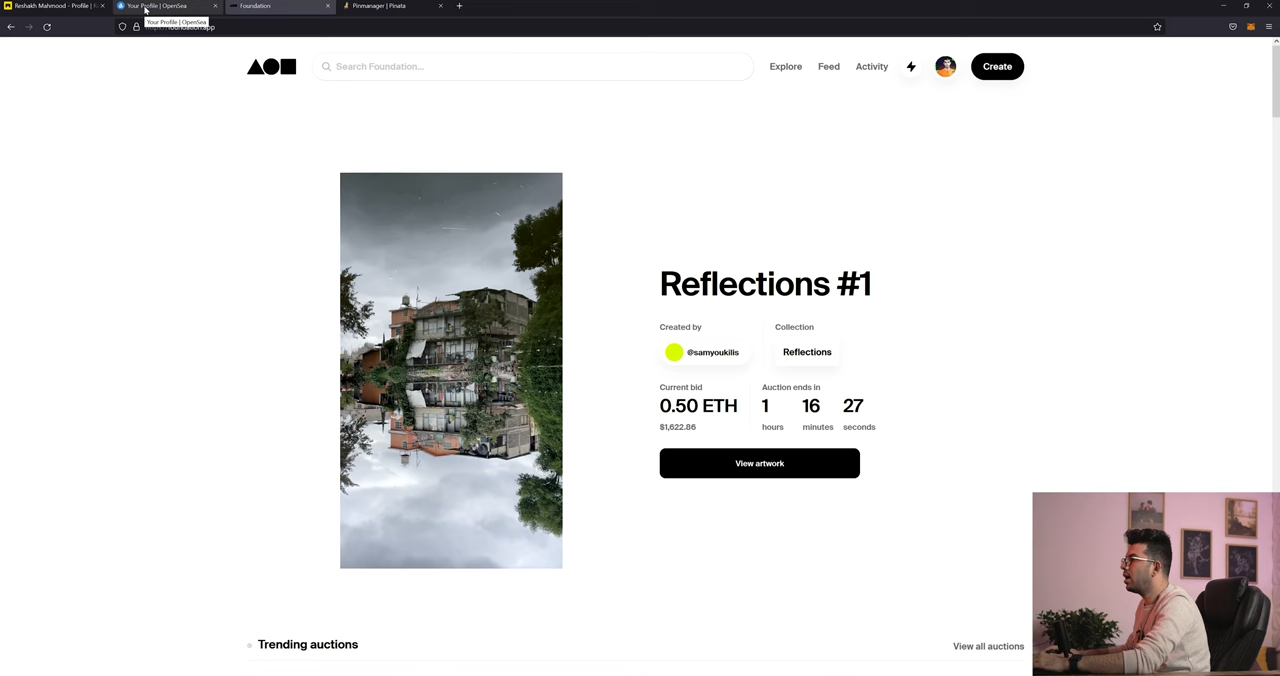 Reshakh Mahmood - Profile | R
Your Profile | OpenSea
Foundation
Pinmanager | Pinata
Your Profile | OpenSea
Search Foundation...
Explore
Feed
Activity
Create
Reflections #1
Created by
Collection
@samyoukilis
Reflections
Current bid
Auction ends in
0.50 ETH
1
16
27
$1,622.86
hours
minutes
seconds
View artwork
Trending auctions
View all auctions